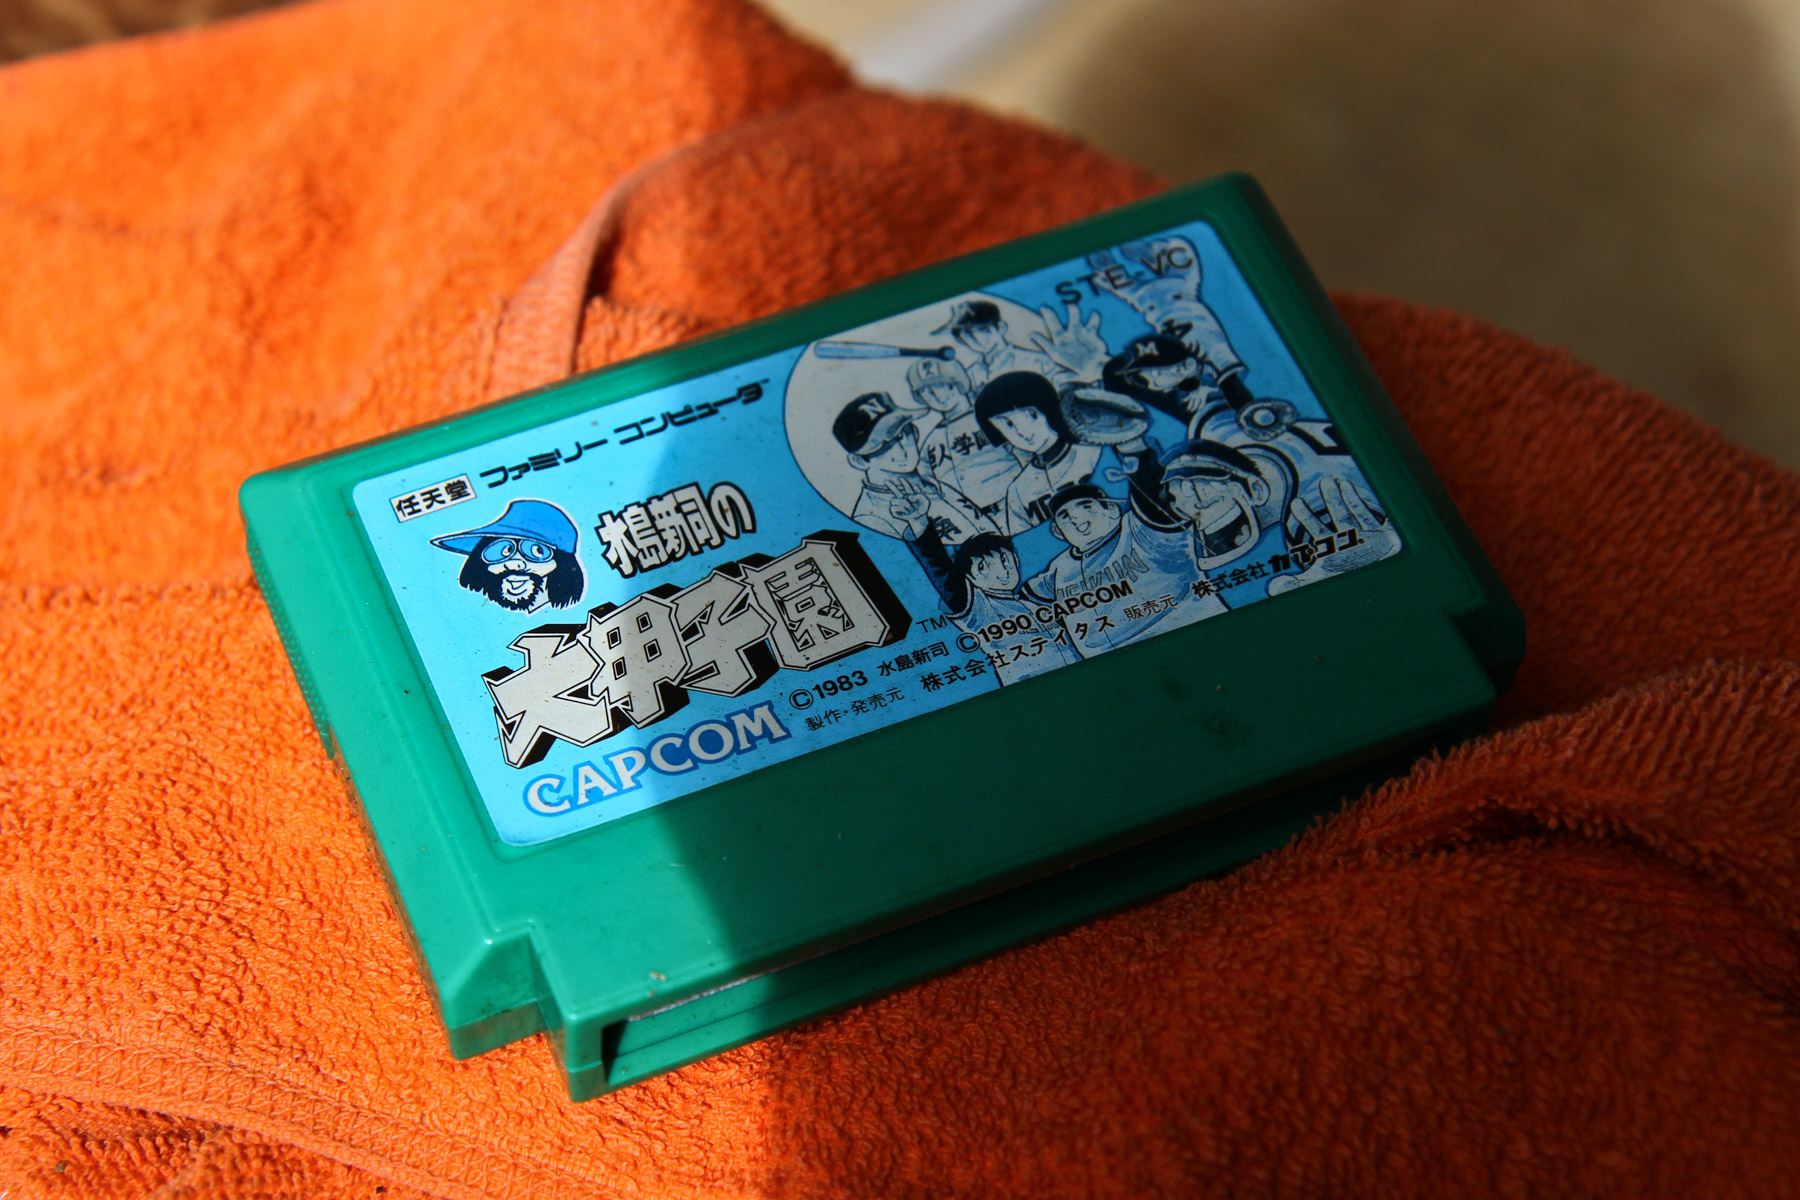 STE-VC
任天堂 ファミリー コンピュータ
水島新司の
大甲子園 TM
CAPCOM
©1983 水島新司 ©1990 CAPCOM
製作・発売元 株式会社ステイタス 販売元 株式会社カプコン
N
M